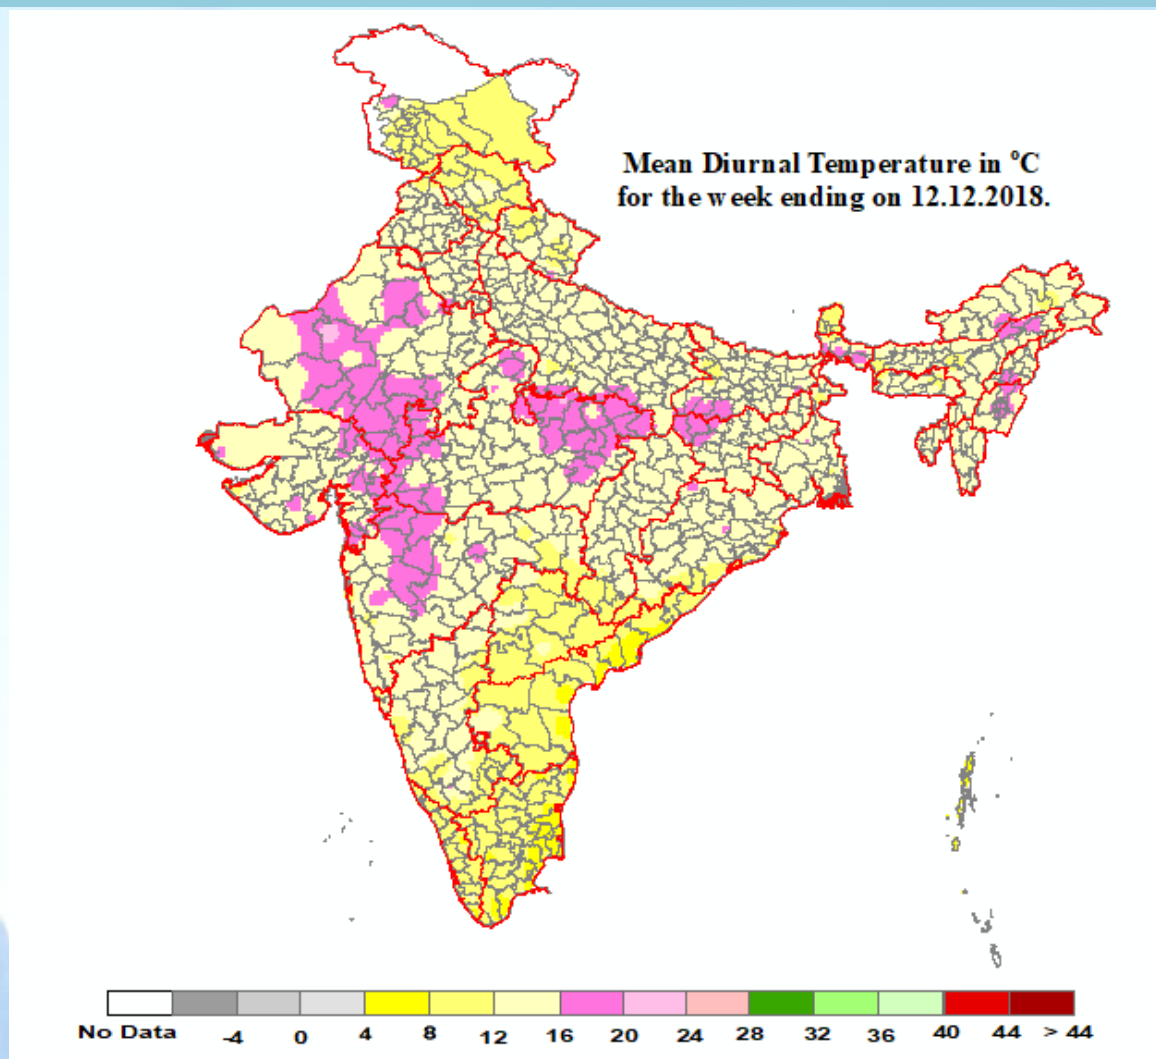 Mean Diurnal Temperature in °C
for the week ending on 12.12.2018.
No Data -4 0 4 8 12 16 20 24 28 32 36 40 44 > 44